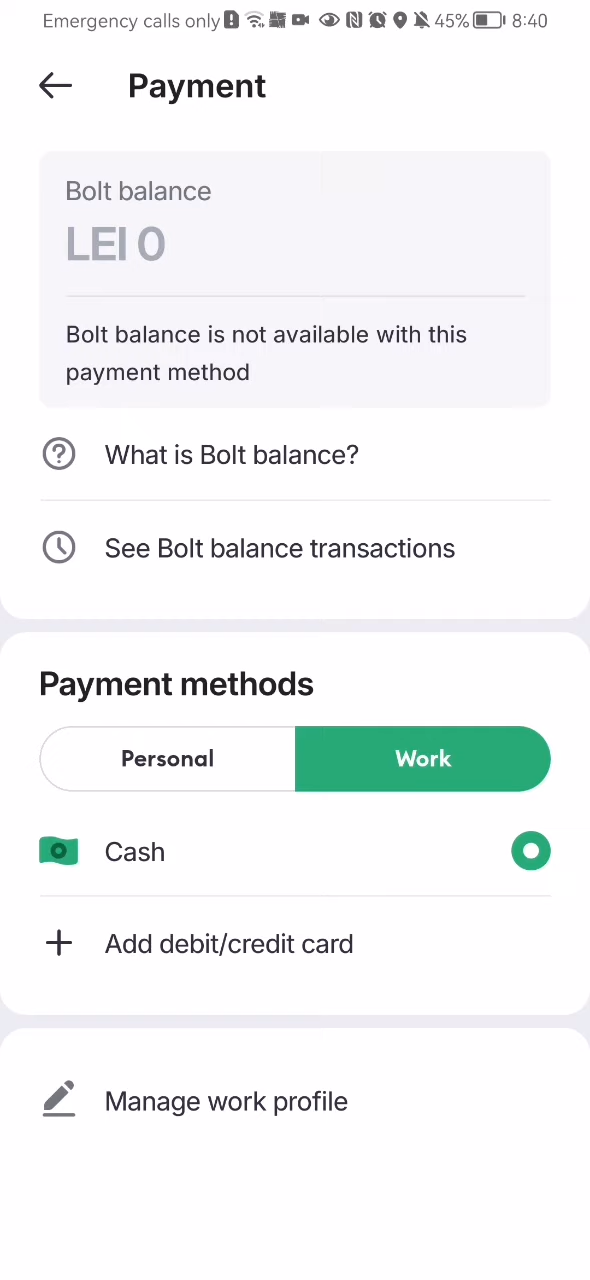 Emergency calls only 45% 8:40
Payment
Bolt balance
LEI 0
Bolt balance is not available with this
payment method
What is Bolt balance?
See Bolt balance transactions
Payment methods
Personal Work
Cash
Add debit/credit card
Manage work profile